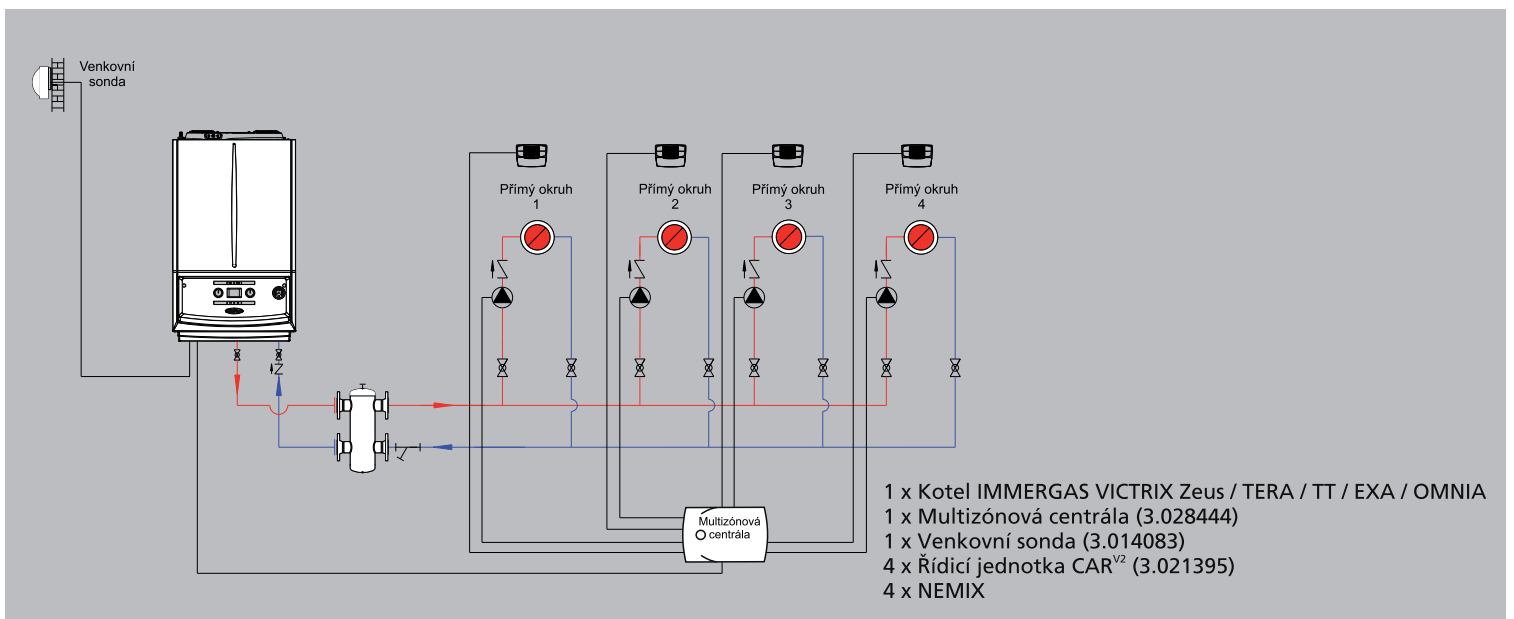 Venkovní
sonda
Přímý okruh
1
Přímý okruh
2
Přímý okruh
3
Přímý okruh
4
Multizónová
centrála
1 x Kotel IMMERGAS VICTRIX Zeus / TERA / TT / EXA / OMNIA
1 x Multizónová centrála (3.028444)
1 x Venkovní sonda (3.014083)
4 x Řídicí jednotka CARV2 (3.021395)
4 x NEMIX